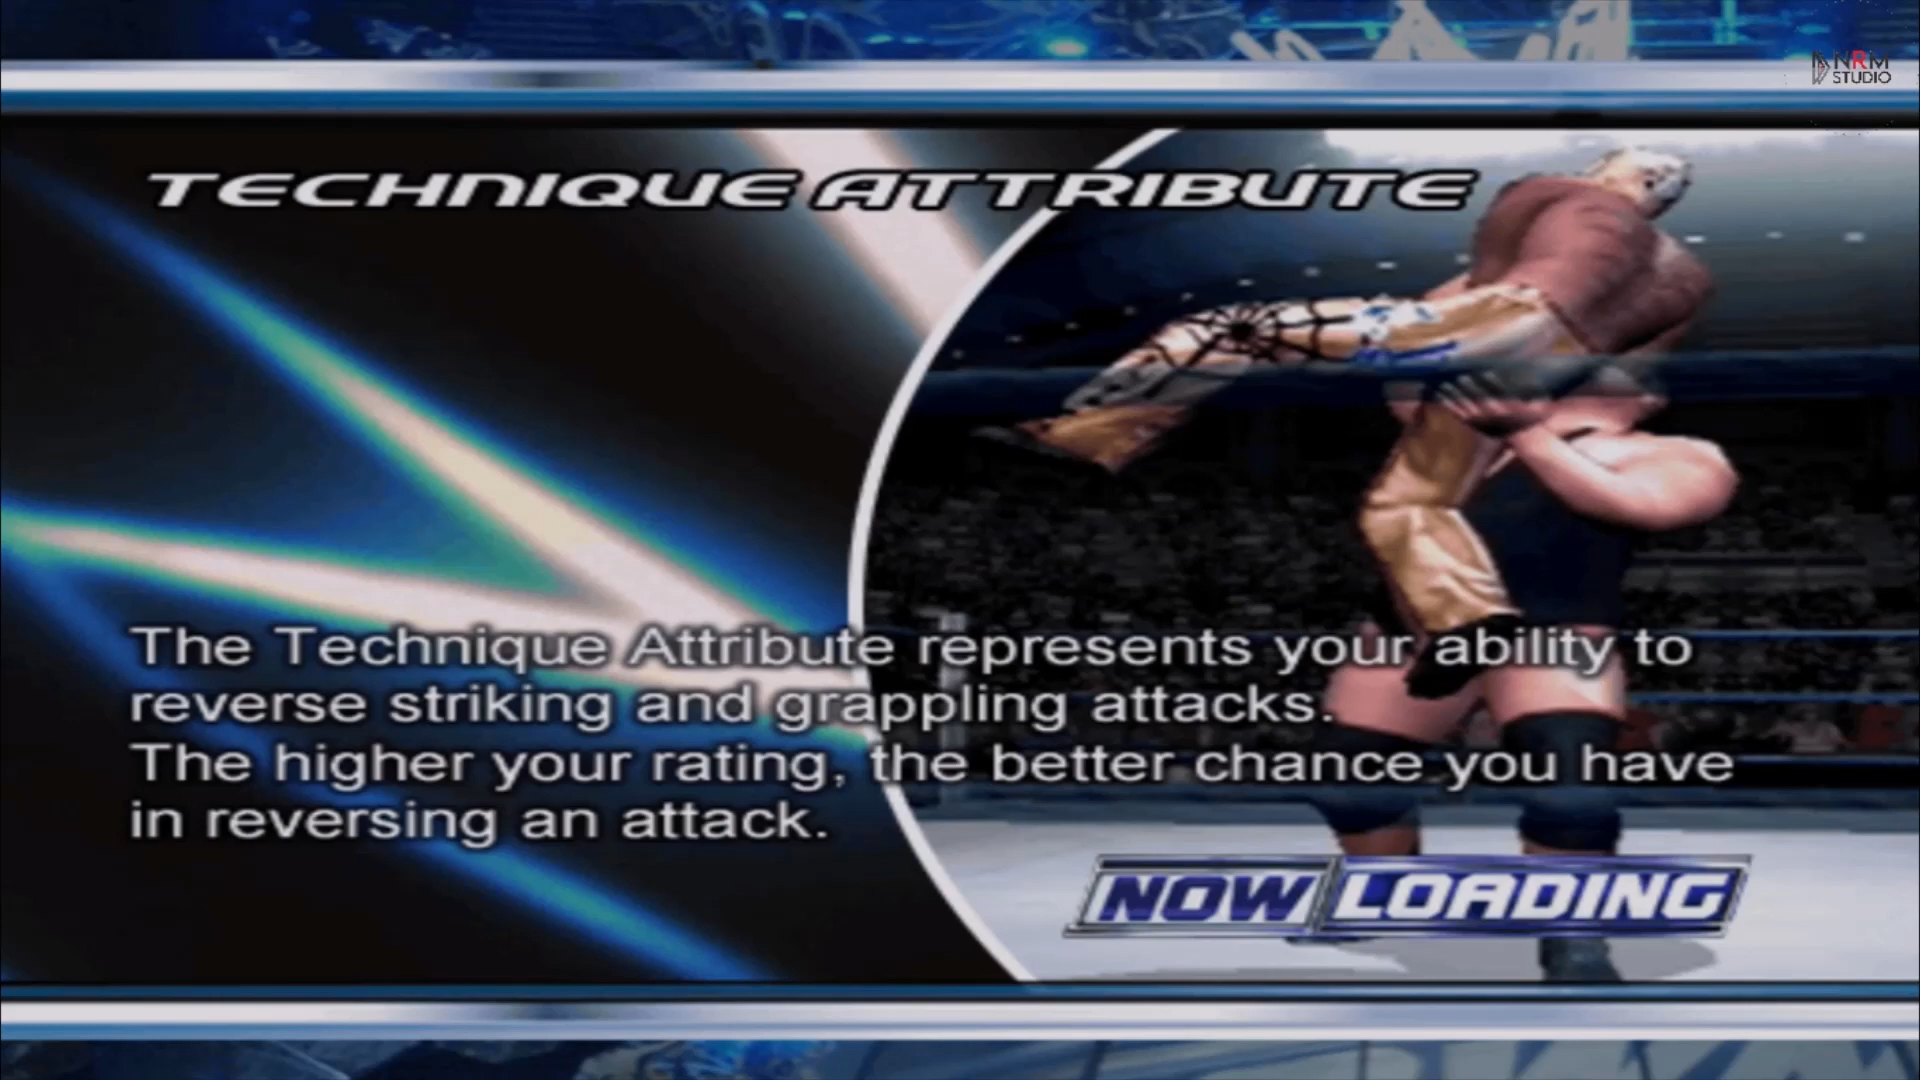 NRM
STUDIO
TECHNIQUE ATTRIBUTE
The Technique Attribute represents your ability to
reverse striking and grappling attacks.
The higher your rating, the better chance you have
in reversing an attack.
NOW LOADING